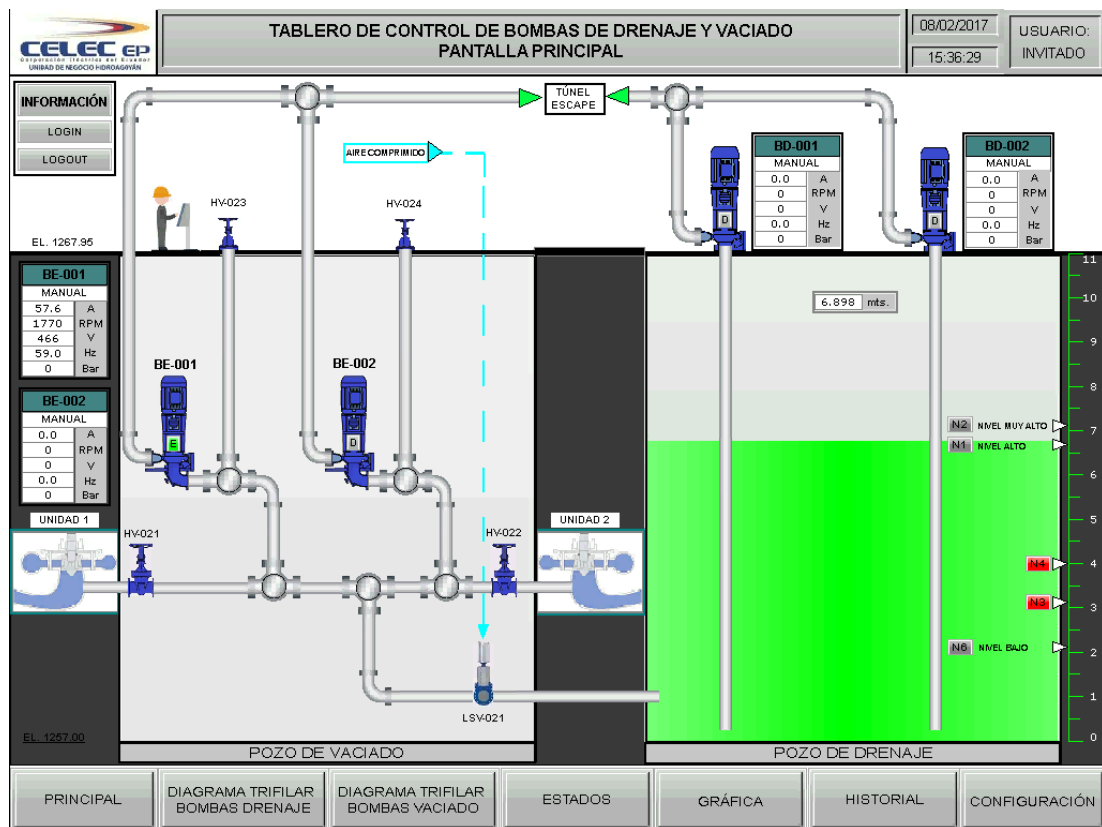 TABLERO DE CONTROL DE BOMBAS DE DRENAJE Y VACIADO
PANTALLA PRINCIPAL
08/02/2017
15:36:29
USUARIO:
INVITADO
CELEC EP
Corporación Eléctrica del Ecuador
UNIDAD DE NEGOCIO HIDROAGOYÁN
INFORMACIÓN
LOGIN
LOGOUT
TÚNEL
ESCAPE
AIRE COMPRIMIDO
HV-023
HV-024
EL. 1267.95
BD-001
MANUAL
0.0 A
0 RPM
0 V
0.0 Hz
0 Bar
D
BD-002
MANUAL
0.0 A
0 RPM
0 V
0.0 Hz
0 Bar
D
BE-001
MANUAL
57.6 A
1770 RPM
466 V
59.0 Hz
0 Bar
BE-002
MANUAL
0.0 A
0 RPM
0 V
0.0 Hz
0 Bar
BE-001
E
BE-002
D
6.898 mts.
11
10
9
8
7
6
5
4
3
2
1
0
N2 NIVEL MUY ALTO
N1 NIVEL ALTO
N4
N3
N6 NIVEL BAJO
UNIDAD 1
HV-021
HV-022
UNIDAD 2
LSV-021
EL. 1257.00
POZO DE VACIADO
POZO DE DRENAJE
PRINCIPAL
DIAGRAMA TRIFILAR
BOMBAS DRENAJE
DIAGRAMA TRIFILAR
BOMBAS VACIADO
ESTADOS
GRÁFICA
HISTORIAL
CONFIGURACIÓN